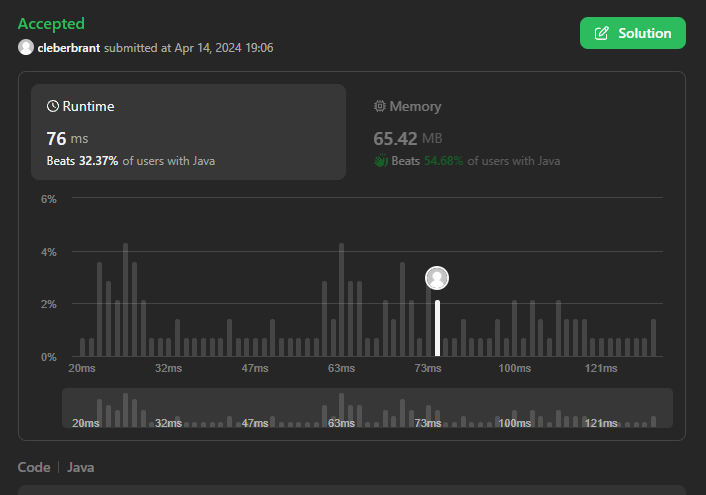 Accepted
cleberbrant submitted at Apr 14, 2024 19:06
Solution
Runtime
76 ms
Beats 32.37% of users with Java
Memory
65.42 MB
Beats 54.68% of users with Java
6%
4%
2%
0%
20ms 32ms 47ms 63ms 73ms 100ms 121ms
20ms 32ms 47ms 63ms 73ms 100ms 121ms
Code | Java